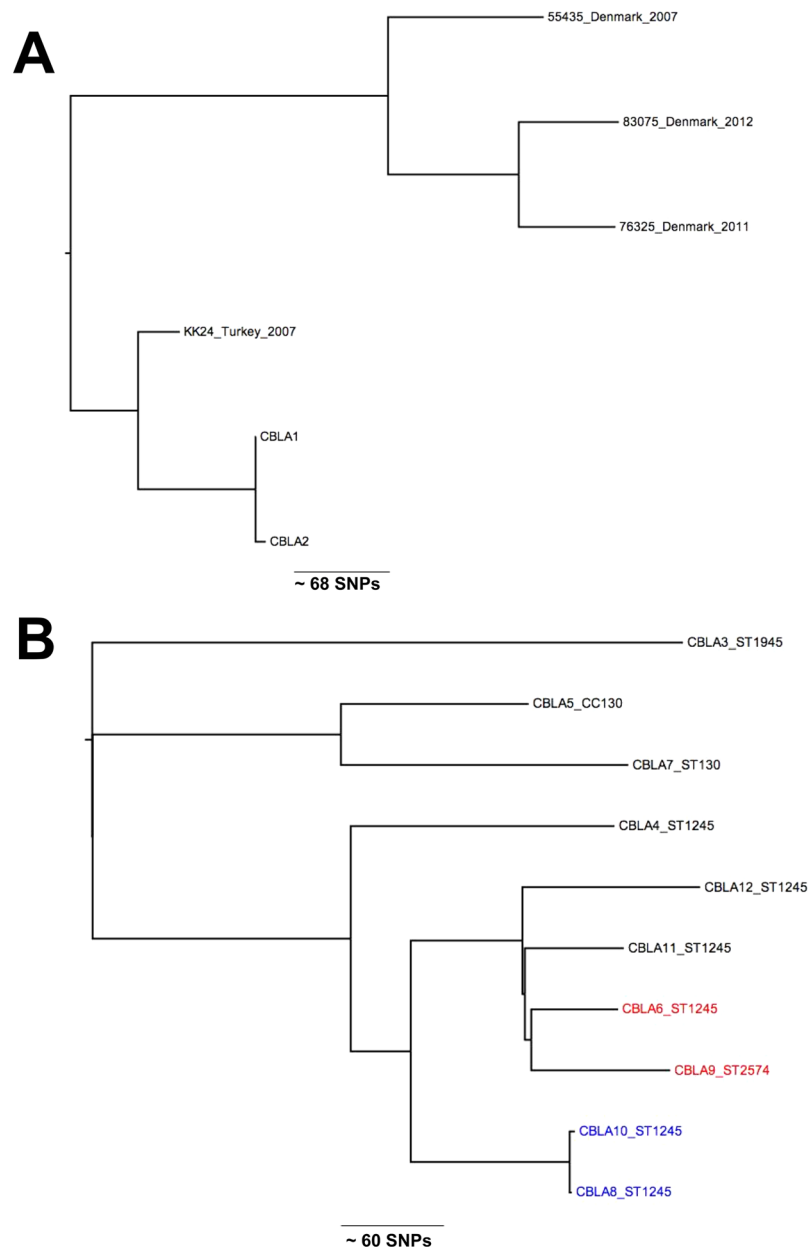 A
55435_Denmark_2007
83075_Denmark_2012
76325_Denmark_2011
KK24_Turkey_2007
CBLA1
CBLA2
~ 68 SNPs
B
CBLA3_ST1945
CBLA5_CC130
CBLA7_ST130
CBLA4_ST1245
CBLA12_ST1245
CBLA11_ST1245
CBLA6_ST1245
CBLA9_ST2574
CBLA10_ST1245
CBLA8_ST1245
~ 60 SNPs